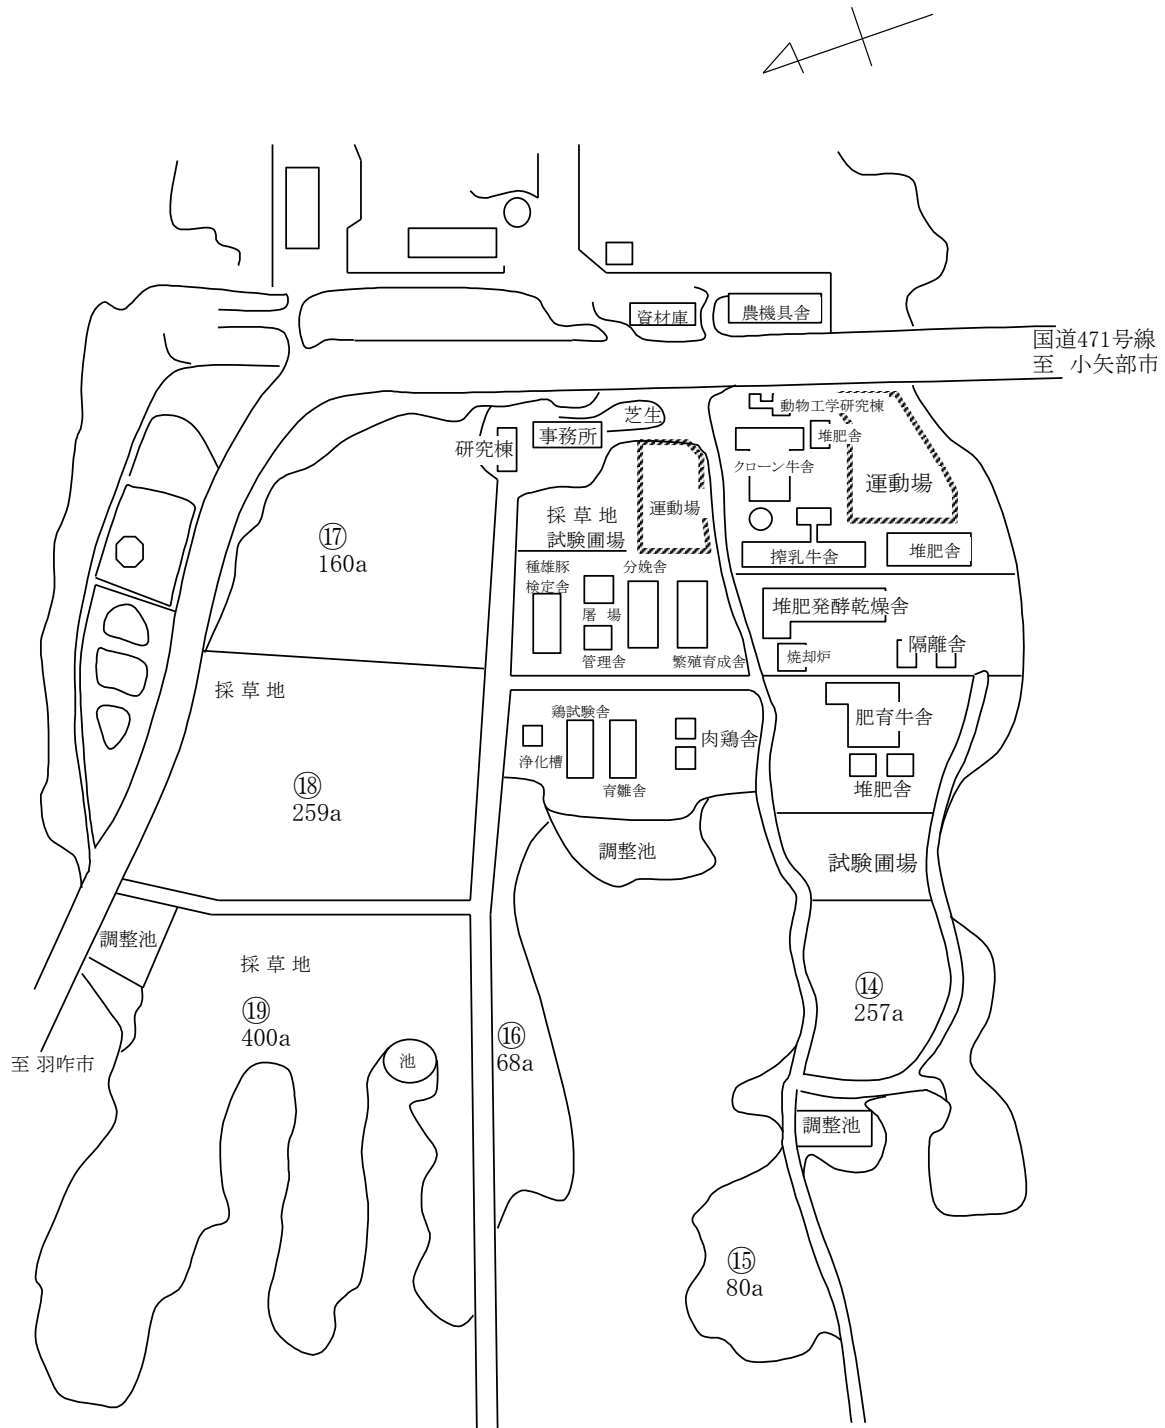 国道471号線
至 小矢部市
資材庫
農機具舎
芝生
動物工学研究棟
研究棟
事務所
堆肥舎
クローン牛舎
運動場
運動場
採 草 地
試験圃場
⑰
160a
搾乳牛舎
堆肥舎
種雄豚
検定舎
分娩舎
屠 場
管理舎
繁殖育成舎
堆肥発酵乾燥舎
焼却炉
隔離舎
採 草 地
鶏試験舎
浄化槽
育雛舎
肉鶏舎
肥育牛舎
堆肥舎
⑱
259a
調整池
試験圃場
調整池
採 草 地
⑲
400a
⑯
68a
⑭
257a
至 羽咋市
池
調整池
⑮
80a